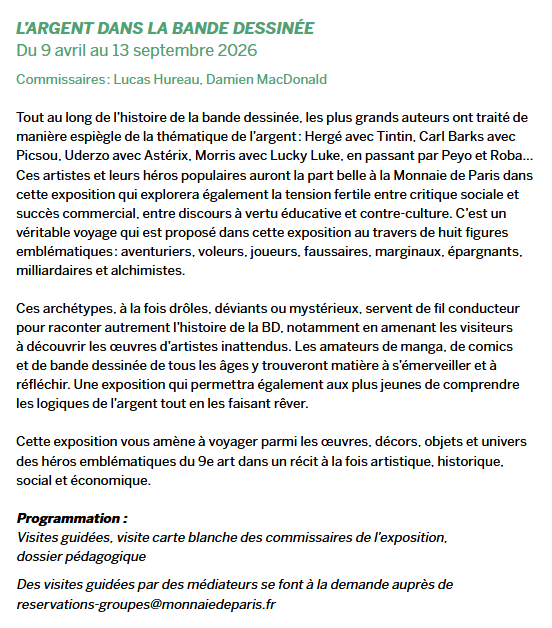 L'ARGENT DANS LA BANDE DESSINÉE
Du 9 avril au 13 septembre 2026
Commissaires : Lucas Hureau, Damien MacDonald
Tout au long de l'histoire de la bande dessinée, les plus grands auteurs ont traité de
manière espiègle de la thématique de l'argent : Hergé avec Tintin, Carl Barks avec
Picsou, Uderzo avec Astérix, Morris avec Lucky Luke, en passant par Peyo et Roba...
Ces artistes et leurs héros populaires auront la part belle à la Monnaie de Paris dans
cette exposition qui explorera également la tension fertile entre critique sociale et
succès commercial, entre discours à vertu éducative et contre-culture. C'est un
véritable voyage qui est proposé dans cette exposition au travers de huit figures
emblématiques : aventuriers, voleurs, joueurs, faussaires, marginaux, épargnants,
milliardaires et alchimistes.
Ces archétypes, à la fois drôles, déviants ou mystérieux, servent de fil conducteur
pour raconter autrement l'histoire de la BD, notamment en amenant les visiteurs
à découvrir les œuvres d'artistes inattendus. Les amateurs de manga, de comics
et de bande dessinée de tous les âges y trouveront matière à s'émerveiller et à
réfléchir. Une exposition qui permettra également aux plus jeunes de comprendre
les logiques de l'argent tout en les faisant rêver.
Cette exposition vous amène à voyager parmi les œuvres, décors, objets et univers
des héros emblématiques du 9e art dans un récit à la fois artistique, historique,
social et économique.
Programmation :
Visites guidées, visite carte blanche des commissaires de l'exposition,
dossier pédagogique
Des visites guidées par des médiateurs se font à la demande auprès de
reservations-groupes@monnaiedeparis.fr